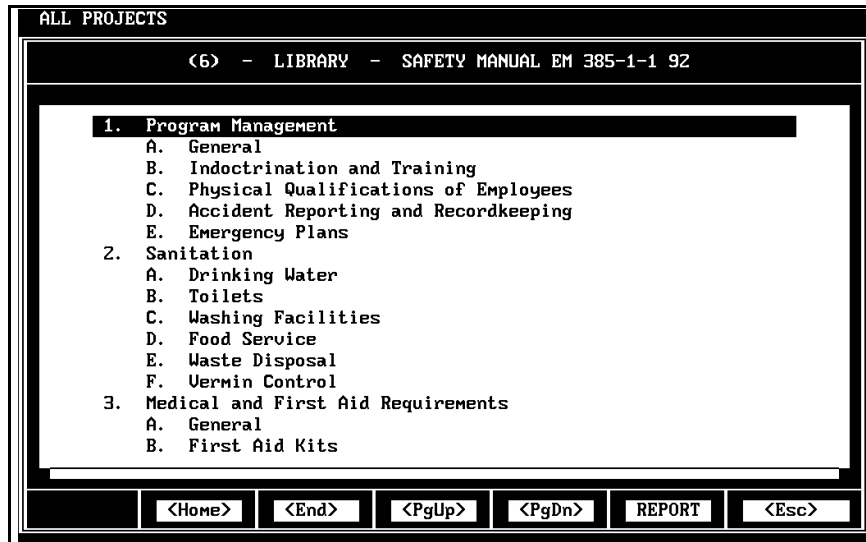 ALL PROJECTS
(6) - LIBRARY - SAFETY MANUAL EM 385-1-1 92
1. Program Management
A. General
B. Indoctrination and Training
C. Physical Qualifications of Employees
D. Accident Reporting and Recordkeeping
E. Emergency Plans
2. Sanitation
A. Drinking Water
B. Toilets
C. Washing Facilities
D. Food Service
E. Waste Disposal
F. Vermin Control
3. Medical and First Aid Requirements
A. General
B. First Aid Kits
<Home> <End> <PgUp> <PgDn> REPORT <Esc>